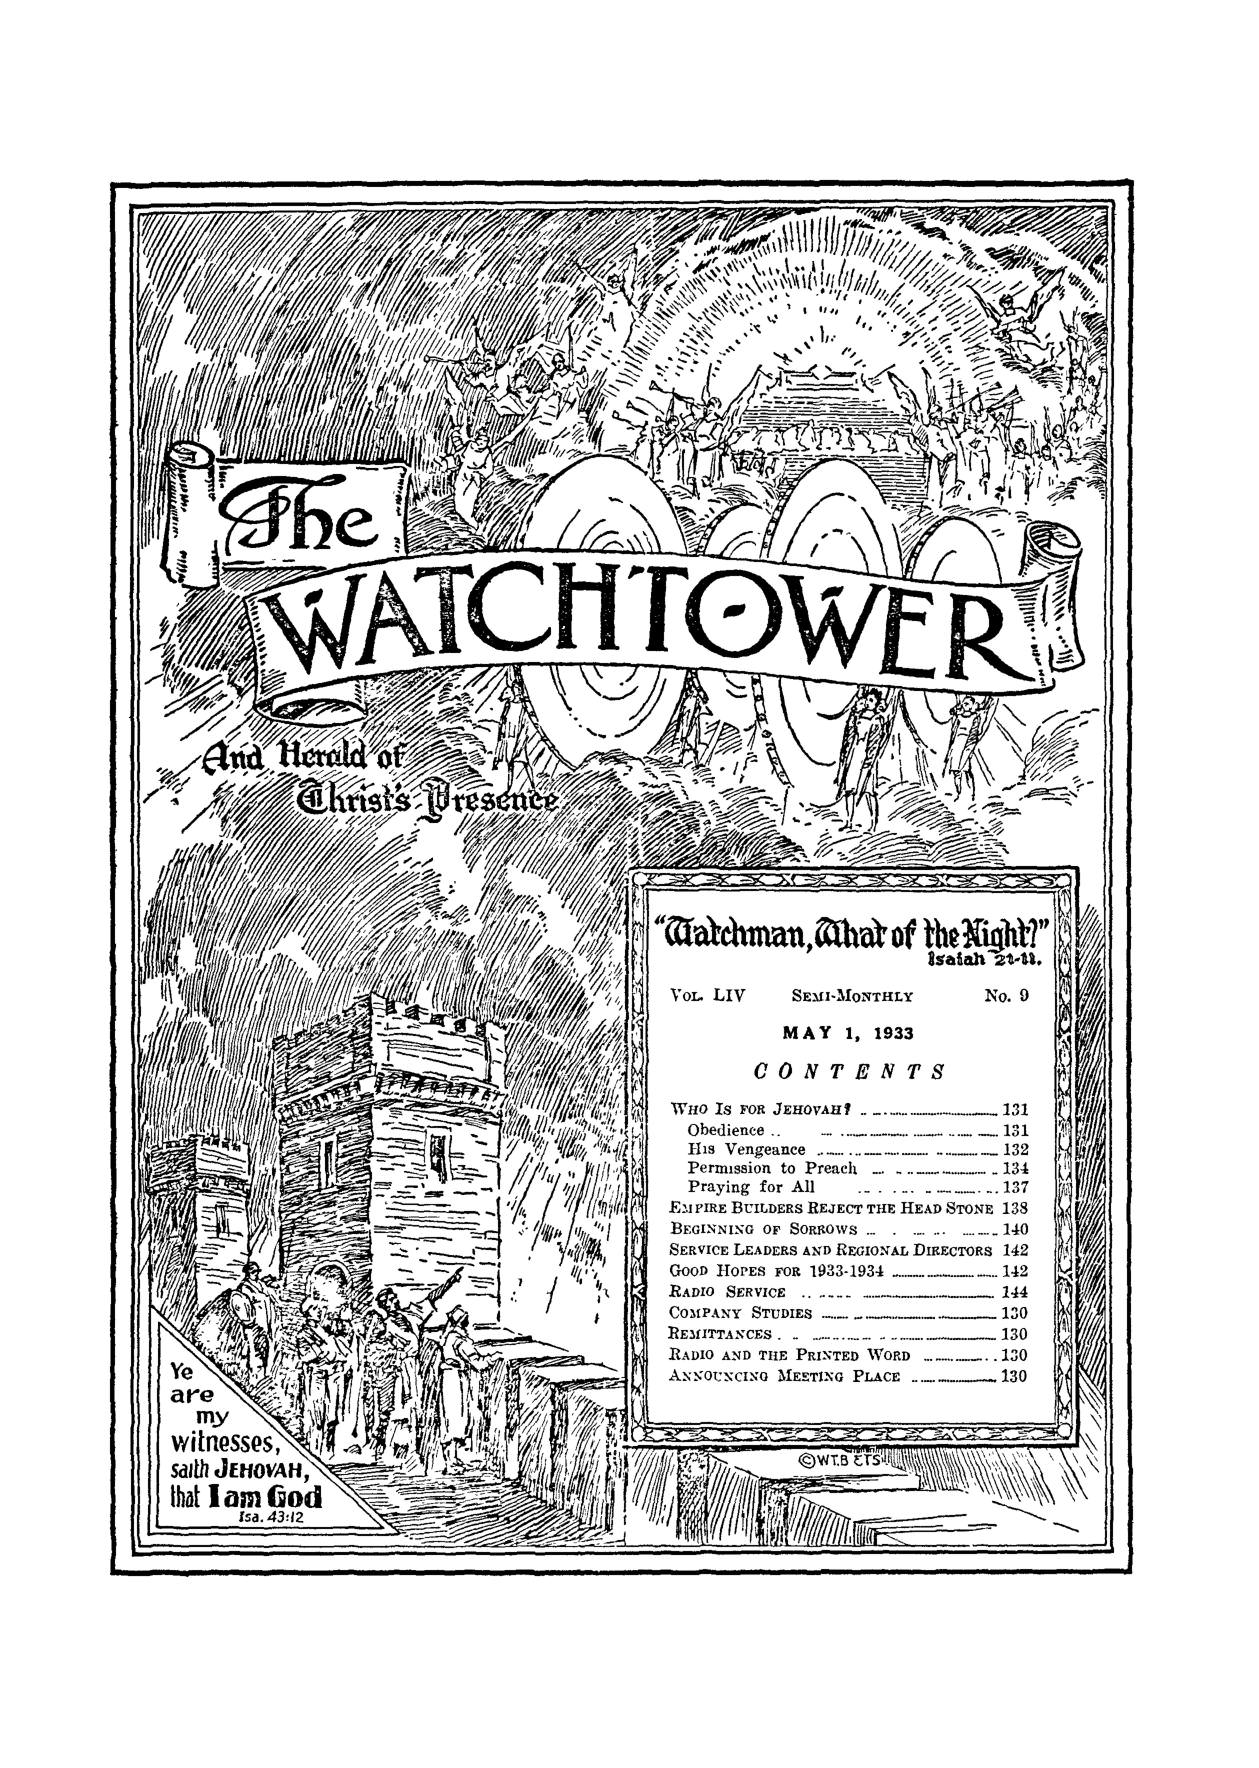 The
WATCHTOWER
And Herald of
Christ's Presence
"Watchman, What of the Night?"
Isaiah 21-11.
VOL. LIV SEMI-MONTHLY No. 9
MAY 1, 1933
CONTENTS
WHO IS FOR JEHOVAH? 131
Obedience 131
His Vengeance 132
Permission to Preach 134
Praying for All 137
EMPIRE BUILDERS REJECT THE HEAD STONE 138
BEGINNING OF SORROWS 140
SERVICE LEADERS AND REGIONAL DIRECTORS 142
GOOD HOPES FOR 1933-1934 142
RADIO SERVICE 144
COMPANY STUDIES 130
REMITTANCES 130
RADIO AND THE PRINTED WORD 130
ANNOUNCING MEETING PLACE 130
©W.T.B & T.S
Ye
are
my
witnesses,
saith JEHOVAH,
that I am God
Isa. 43:12